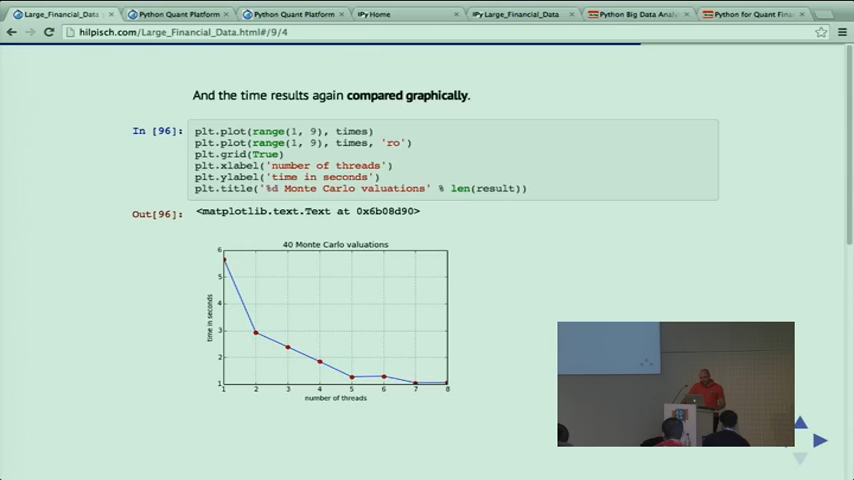 Large_Financial_Data
Python Quant Platform
Python Quant Platform
IPy Home
IPy Large_Financial_Data
Python Big Data Analy
Python for Quant Finan
hilpisch.com/Large_Financial_Data.html#/9/4
And the time results again compared graphically.
In [96]:
plt.plot(range(1, 9), times)
plt.plot(range(1, 9), times, 'ro')
plt.grid(True)
plt.xlabel('number of threads')
plt.ylabel('time in seconds')
plt.title('%d Monte Carlo valuations' % len(result))
Out[96]:
<matplotlib.text.Text at 0x6b08d90>
40 Monte Carlo valuations
6
5
4
3
2
1
time in seconds
1 2 3 4 5 6 7 8
number of threads